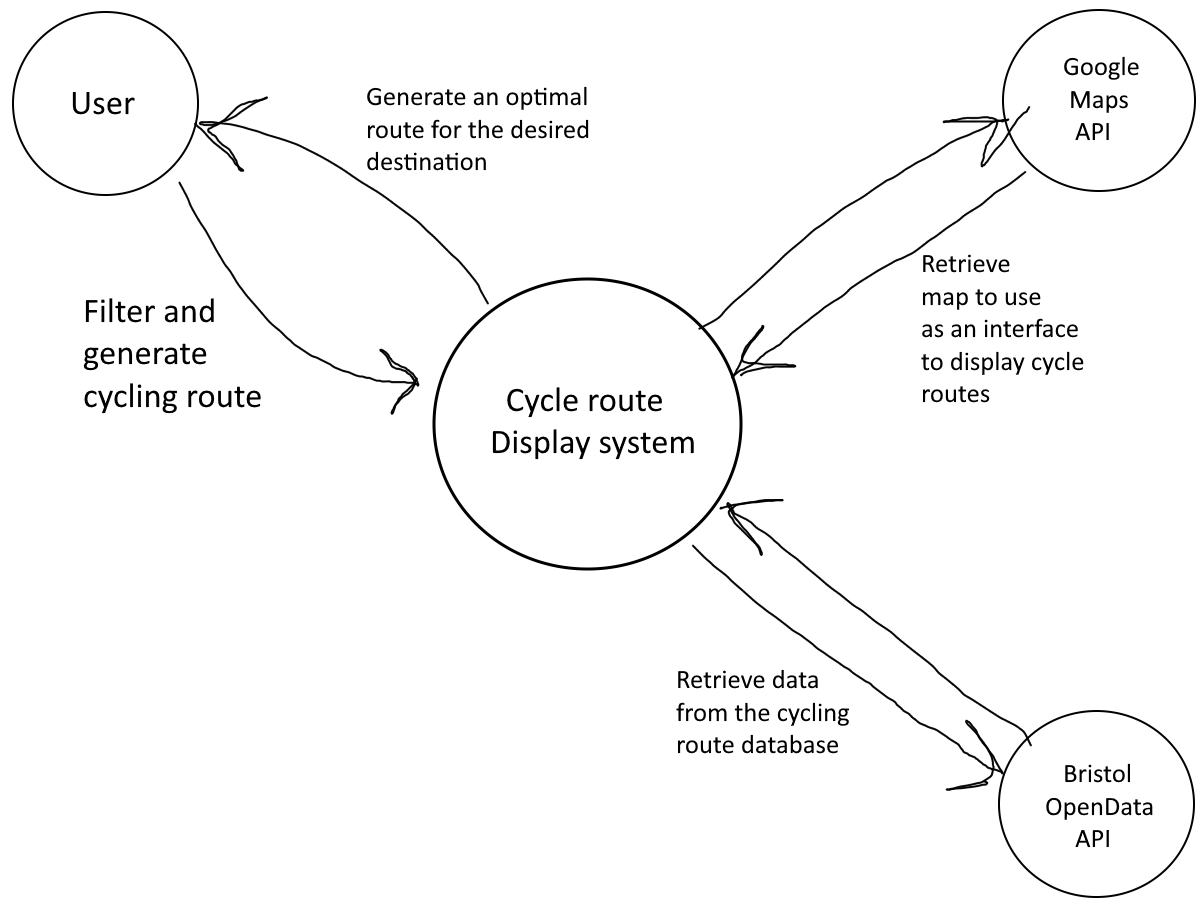 User
Generate an optimal
route for the desired
destination
Google
Maps
API
Filter and
generate
cycling route
Retrieve
map to use
as an interface
to display cycle
routes
Cycle route
Display system
Retrieve data
from the cycling
route database
Bristol
OpenData
API